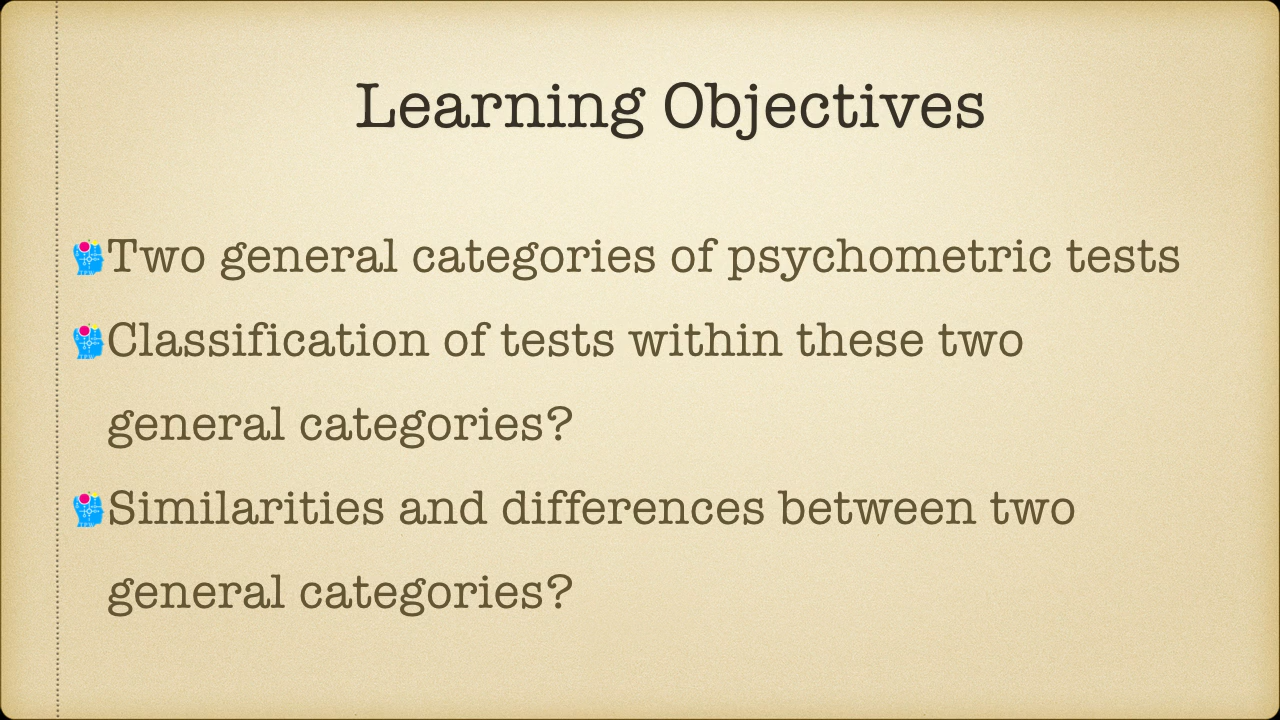 Learning Objectives
Two general categories of psychometric tests
Classification of tests within these two
general categories?
Similarities and differences between two
general categories?